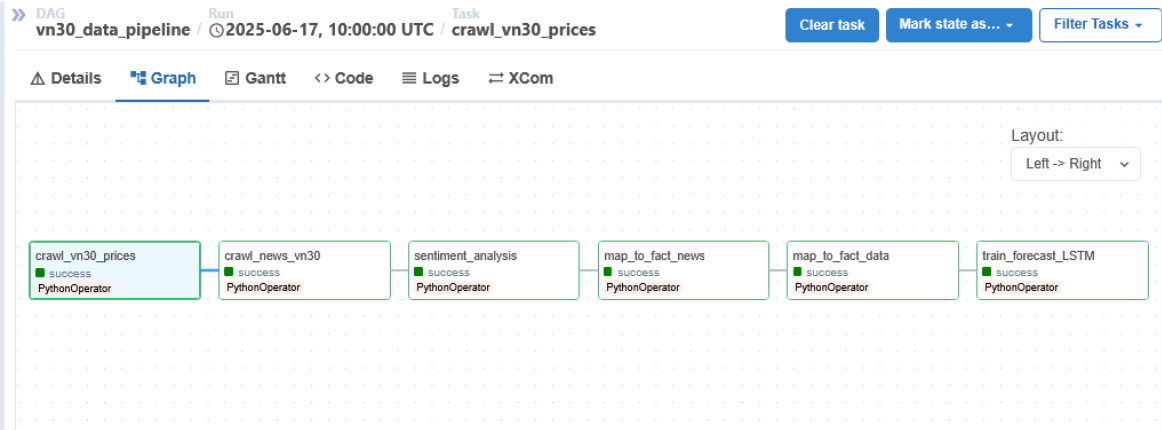 DAG Run Task
vn30_data_pipeline / 2025-06-17, 10:00:00 UTC / crawl_vn30_prices
Clear task Mark state as... Filter Tasks
Details Graph Gantt <> Code Logs XCom
Layout:
Left -> Right
crawl_vn30_prices crawl_news_vn30 sentiment_analysis map_to_fact_news map_to_fact_data train_forecast_LSTM
success success success success success success
PythonOperator PythonOperator PythonOperator PythonOperator PythonOperator PythonOperator